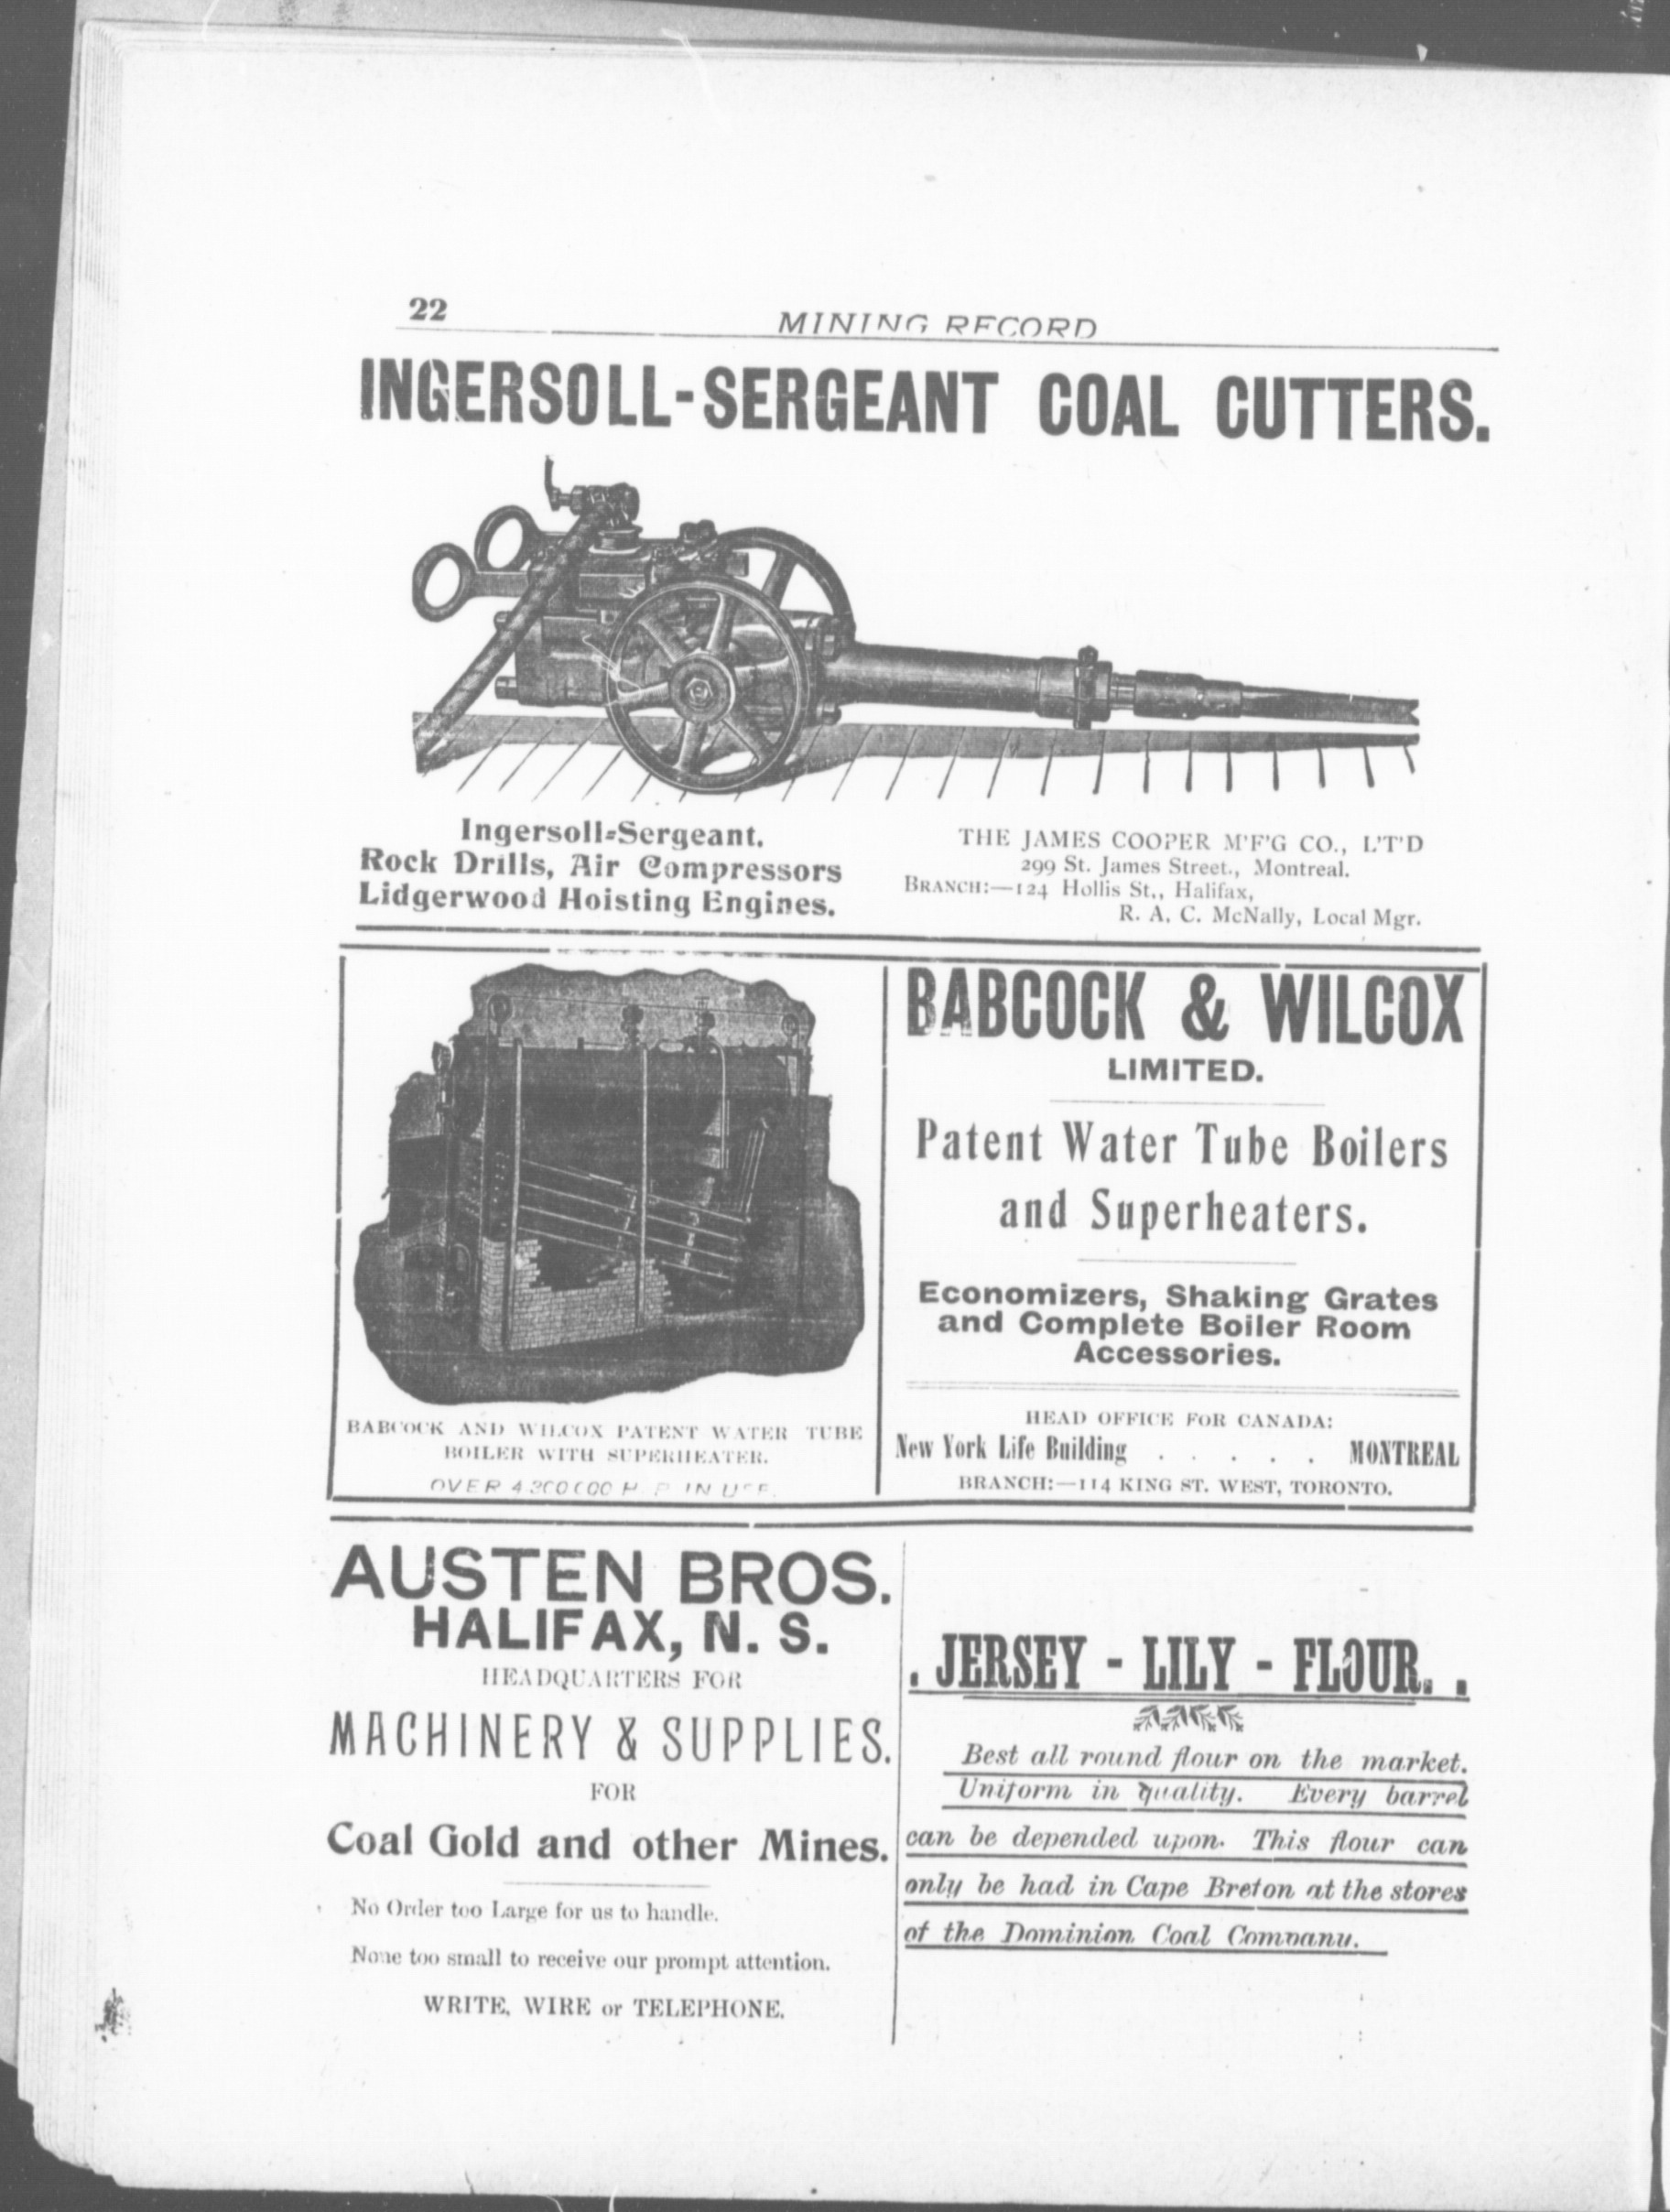 22
MINING RECORD
INGERSOLL-SERGEANT COAL CUTTERS.
Ingersoll-Sergeant.
Rock Drills, Air Compressors
Lidgerwood Hoisting Engines.
THE JAMES COOPER M'F'G CO., L'T'D
299 St. James Street., Montreal.
BRANCH:—124 Hollis St., Halifax,
R. A. C. McNally, Local Mgr.
BABCOCK AND WILCOX PATENT WATER TUBE
BOILER WITH SUPERHEATER.
OVER H. P. IN USE.
BABCOCK & WILCOX
LIMITED.
Patent Water Tube Boilers
and Superheaters.
Economizers, Shaking Grates
and Complete Boiler Room
Accessories.
HEAD OFFICE FOR CANADA:
New York Life Building . . . . . MONTREAL
BRANCH:—114 KING ST. WEST, TORONTO.
AUSTEN BROS.
HALIFAX, N. S.
HEADQUARTERS FOR
MACHINERY & SUPPLIES.
FOR
Coal Gold and other Mines.
No Order too Large for us to handle.
None too small to receive our prompt attention.
WRITE, WIRE or TELEPHONE.
. JERSEY - LILY - FLOUR. .
Best all round flour on the market.
Uniform in quality. Every barrel
can be depended upon. This flour can
only be had in Cape Breton at the stores
of the Dominion Coal Company.